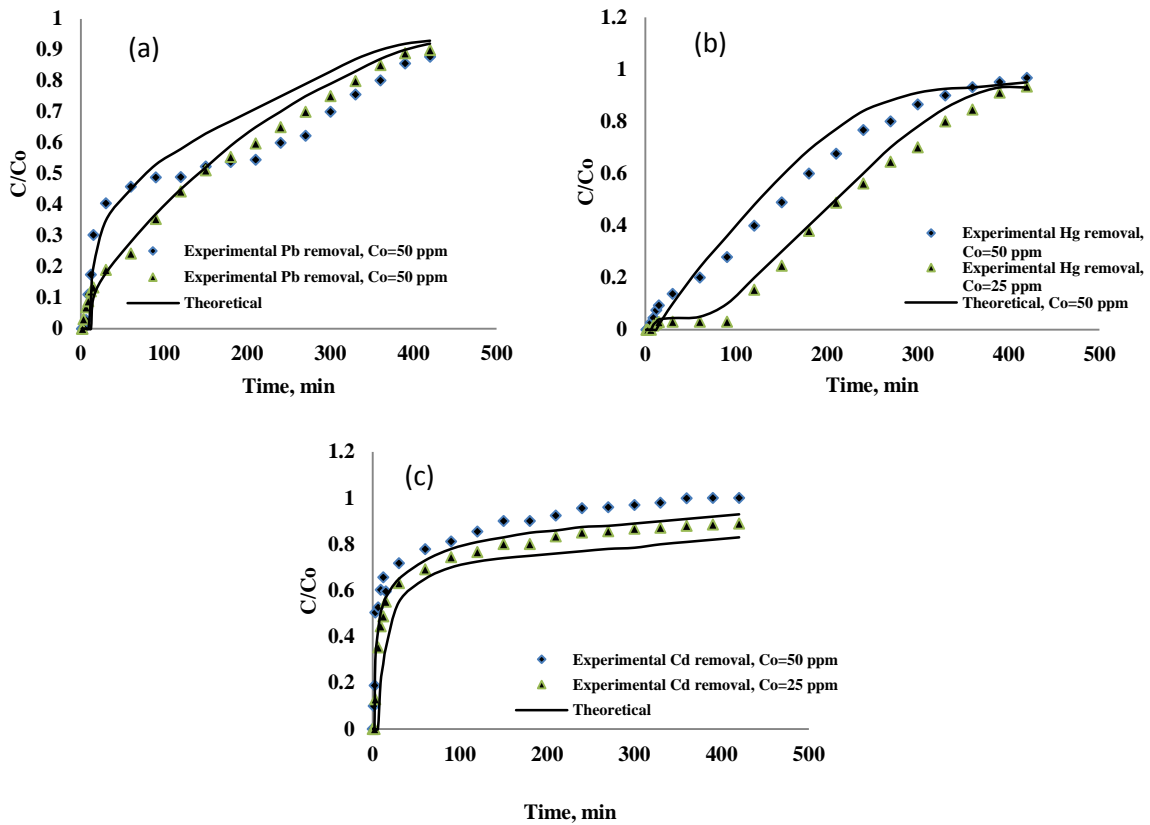 (a)
1
0.9
0.8
0.7
0.6
0.5
0.4
0.3
0.2
0.1
0
C/Co
Experimental Pb removal, Co=50 ppm
Experimental Pb removal, Co=50 ppm
Theoretical
0 100 200 300 400 500
Time, min
(b)
1.2
1
0.8
0.6
0.4
0.2
0
C/Co
Experimental Hg removal,
Co=50 ppm
Experimental Hg removal,
Co=25 ppm
Theoretical, Co=50 ppm
0 100 200 300 400 500
Time, min
(c)
1.2
1
0.8
0.6
0.4
0.2
0
C/Co
Experimental Cd removal, Co=50 ppm
Experimental Cd removal, Co=25 ppm
Theoretical
0 100 200 300 400 500
Time, min